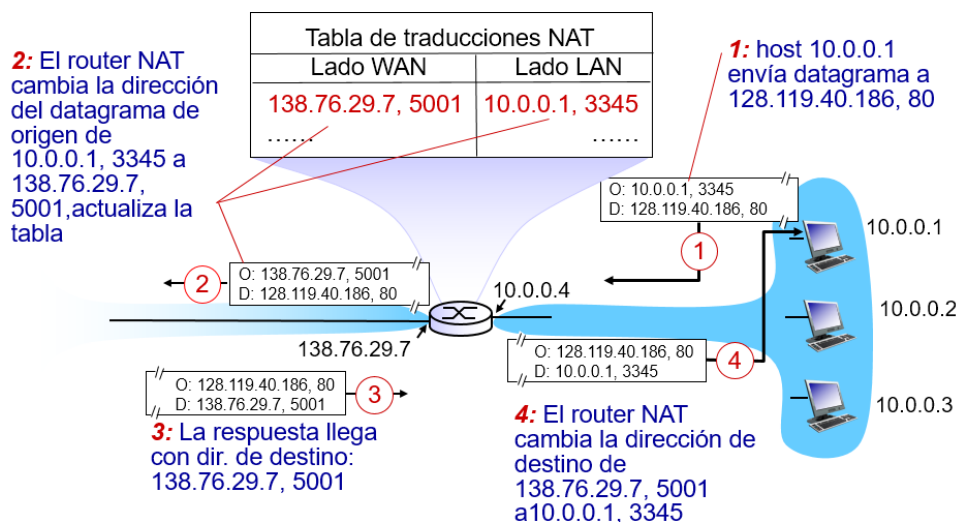 Tabla de traducciones NAT
Lado WAN
Lado LAN
138.76.29.7, 5001
10.0.0.1, 3345
……
……
2: El router NAT
cambia la dirección
del datagrama de
origen de
10.0.0.1, 3345 a
138.76.29.7,
5001,actualiza la
tabla
1: host 10.0.0.1
envía datagrama a
128.119.40.186, 80
O: 10.0.0.1, 3345
D: 128.119.40.186, 80
1
10.0.0.1
O: 138.76.29.7, 5001
D: 128.119.40.186, 80
2
10.0.0.4
10.0.0.2
138.76.29.7
O: 128.119.40.186, 80
D: 10.0.0.1, 3345
4
O: 128.119.40.186, 80
D: 138.76.29.7, 5001
3
10.0.0.3
3: La respuesta llega
con dir. de destino:
138.76.29.7, 5001
4: El router NAT
cambia la dirección de
destino de
138.76.29.7, 5001
a10.0.0.1, 3345